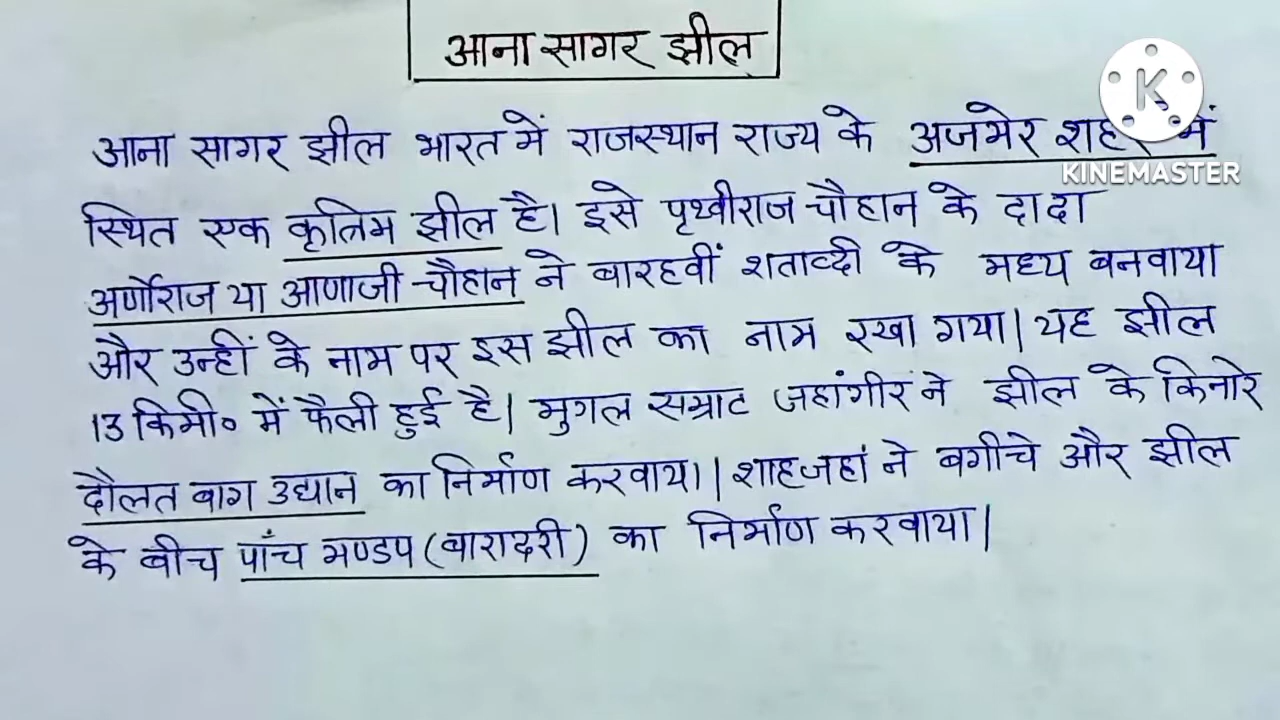 आना सागर झील
आना सागर झील भारत में राजस्थान राज्य के अजमेर शहर में
KINEMASTER
स्थित एक कृत्रिम झील है। इसे पृथ्वीराज चौहान के दादा
अर्णोराज या आणाजी चौहान ने बारहवीं शताब्दी के मध्य बनवाया
और उन्हीं के नाम पर इस झील का नाम रखा गया। यह झील
13 किमी॰ में फैली हुई है। मुगल सम्राट जहांगीर ने झील के किनारे
दौलत बाग उद्यान का निर्माण करवाया। शाहजहां ने बगीचे और झील
के बीच पाँच मण्डप (बारादरी) का निर्माण करवाया।